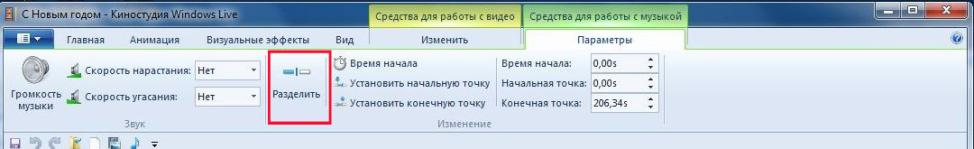 С Новым годом - Киностудия Windows Live
Средства для работы с видео
Средства для работы с музыкой
Главная
Анимация
Визуальные эффекты
Вид
Изменить
Параметры
Громкость музыки
Скорость нарастания: Нет
Скорость угасания: Нет
Звук
Разделить
Время начала
Установить начальную точку
Установить конечную точку
Время начала: 0,00s
Начальная точка: 0,00s
Конечная точка: 206,34s
Изменение